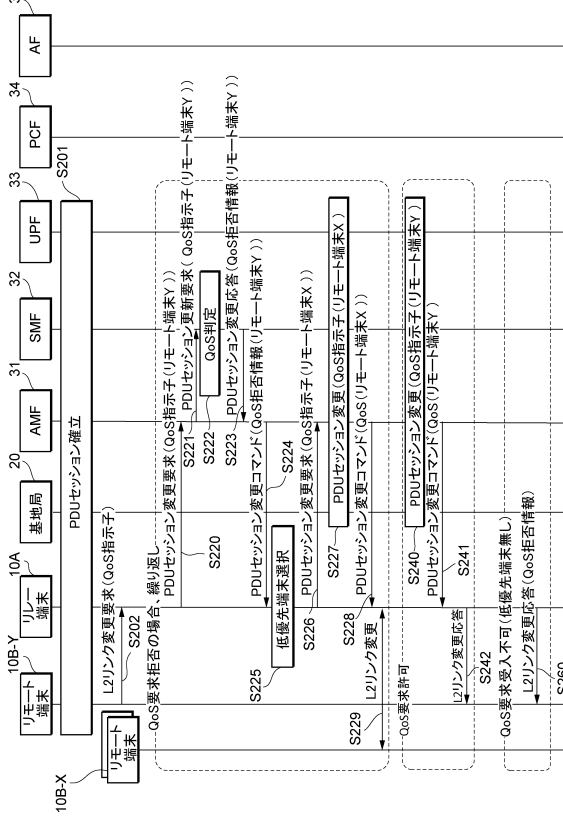 10B-X
リモート
端末
10B-Y
リモート
端末
10A
リレー
端末
20
基地局
31
AMF
32
SMF
33
UPF
34
PCF
AF
PDUセッション確立
S201
L2リンク変更要求(QoS指示子)
S202
QoS要求拒否の場合、繰り返し
PDUセッション変更要求(QoS指示子(リモート端末Y))
S220
PDUセッション更新要求(QoS指示子(リモート端末Y))
S221
QoS判定
S222
PDUセッション変更応答(QoS拒否情報(リモート端末Y))
S223
PDUセッション変更コマンド(QoS拒否情報(リモート端末Y))
S224
低優先端末選択
S225
PDUセッション変更要求(QoS指示子(リモート端末X))
S226
PDUセッション変更(QoS指示子(リモート端末X))
S227
PDUセッション変更コマンド(QoS(リモート端末X))
S228
L2リンク変更
S229
QoS要求許可
PDUセッション変更(QoS指示子(リモート端末Y))
S240
PDUセッション変更コマンド(QoS(リモート端末Y)
S241
L2リンク変更応答
S242
QoS要求受入不可(低優先端末無し)
L2リンク変更応答(QoS拒否情報)
S260